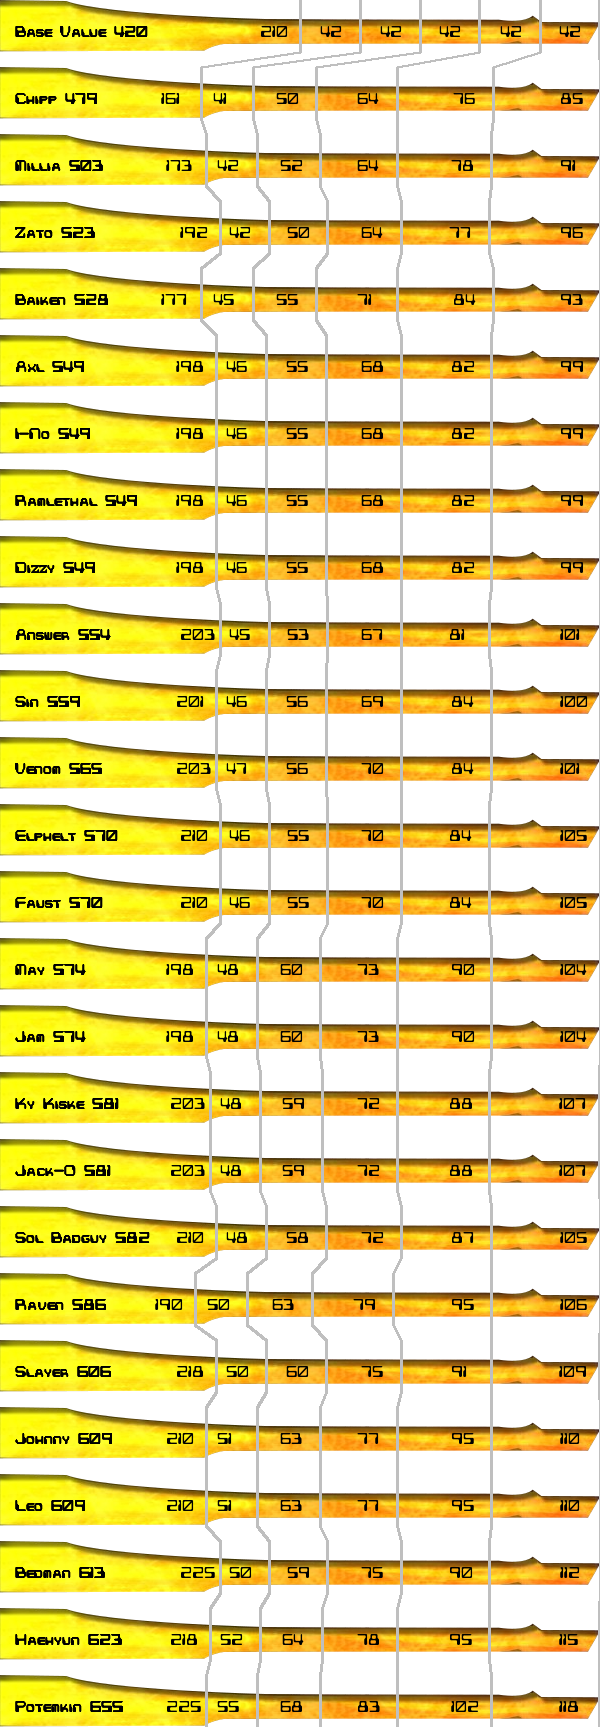 Base Value 420 210 42 42 42 42 42
Chipp 479 161 41 50 64 76 85
Millia 503 173 42 52 64 78 91
Zato 523 192 42 50 64 77 96
Baiken 528 177 45 55 71 84 93
Axl 549 198 46 55 68 82 99
I-No 549 198 46 55 68 82 99
Ramlethal 549 198 46 55 68 82 99
Dizzy 549 198 46 55 68 82 99
Answer 554 203 45 53 67 81 101
Sin 559 201 46 56 69 84 100
Venom 565 203 47 56 70 84 101
Elphelt 570 210 46 55 70 84 105
Faust 570 210 46 55 70 84 105
May 574 198 48 60 73 90 104
Jam 574 198 48 60 73 90 104
Ky Kiske 581 203 48 59 72 88 107
Jack-O 581 203 48 59 72 88 107
Sol Badguy 582 210 48 58 72 87 105
Raven 586 190 50 63 79 95 106
Slayer 606 218 50 60 75 91 109
Johnny 609 210 51 63 77 95 110
Leo 609 210 51 63 77 95 110
Bedman 613 225 50 59 75 90 112
Haehyun 623 218 52 64 78 95 115
Potemkin 655 225 55 68 83 102 118